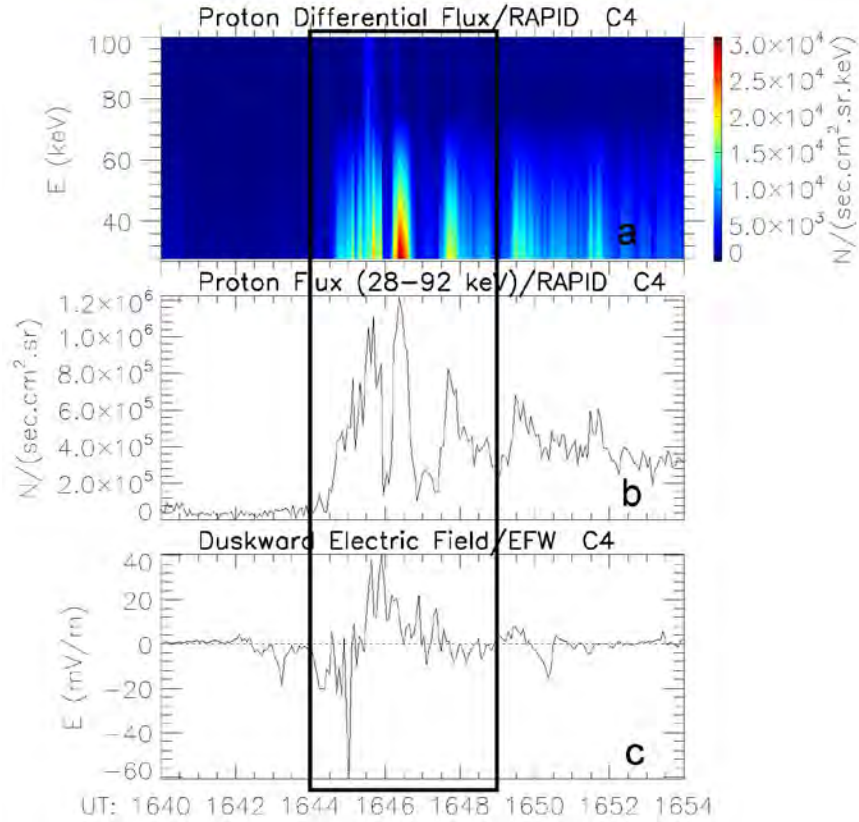 Proton Differential Flux/RAPID C4
100
80
60
40
E (keV)
a
3.0×10⁴
2.5×10⁴
2.0×10⁴
1.5×10⁴
1.0×10⁴
5.0×10³
0
N/(sec.cm².sr.keV)
Proton Flux (28−92 keV)/RAPID C4
1.2×10⁶
1.0×10⁶
8.0×10⁵
6.0×10⁵
4.0×10⁵
2.0×10⁵
0
N/(sec.cm².sr)
b
Duskward Electric Field/EFW C4
40
20
0
−20
−40
−60
E (mV/m)
c
UT: 1640 1642 1644 1646 1648 1650 1652 1654